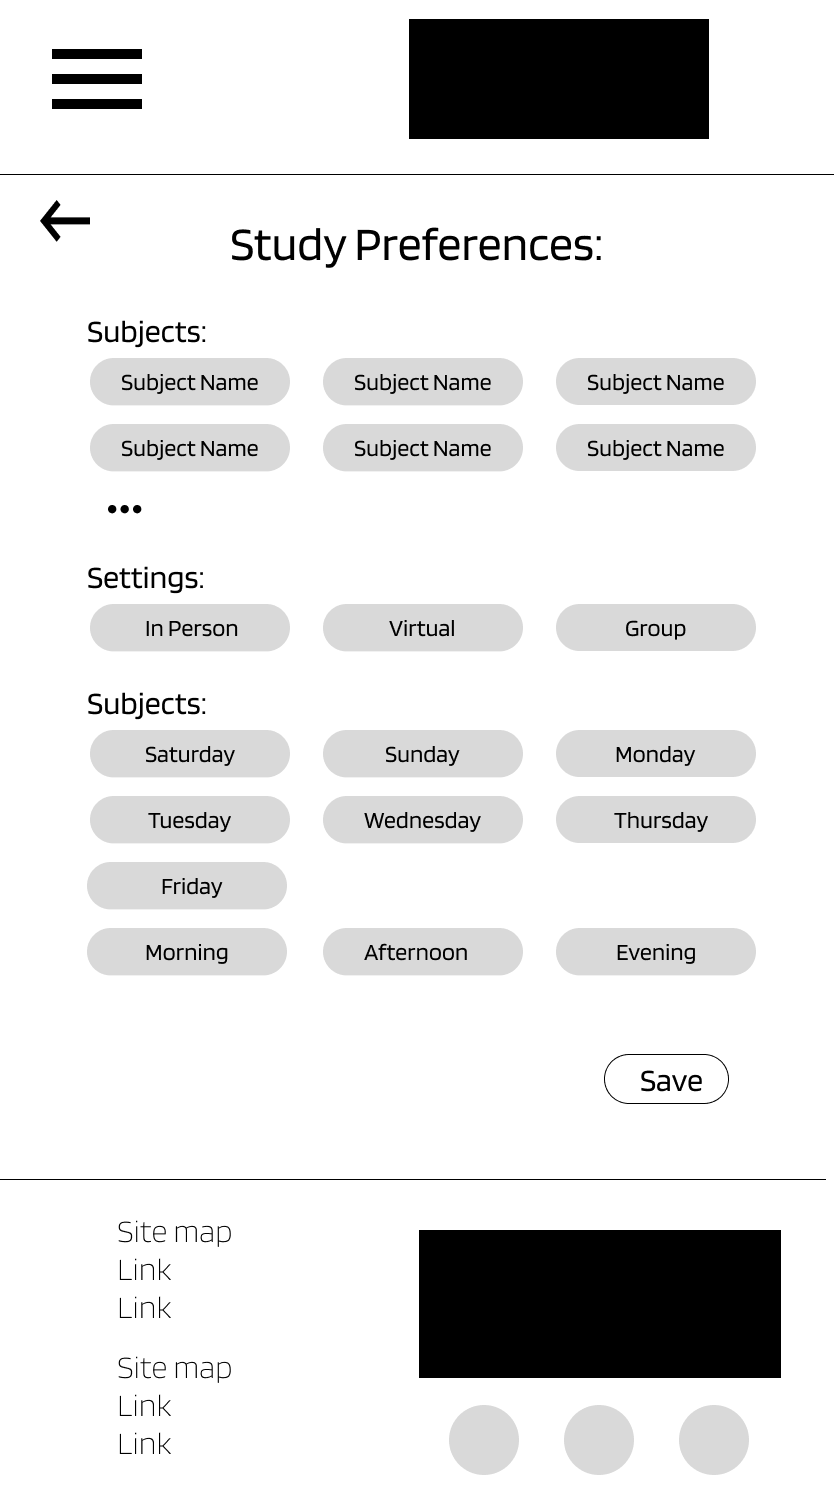 Study Preferences:
Subjects:
Subject Name Subject Name Subject Name
Subject Name Subject Name Subject Name
•••
Settings:
In Person Virtual Group
Subjects:
Saturday Sunday Monday
Tuesday Wednesday Thursday
Friday
Morning Afternoon Evening
Save
Site map
Link
Link
Site map
Link
Link